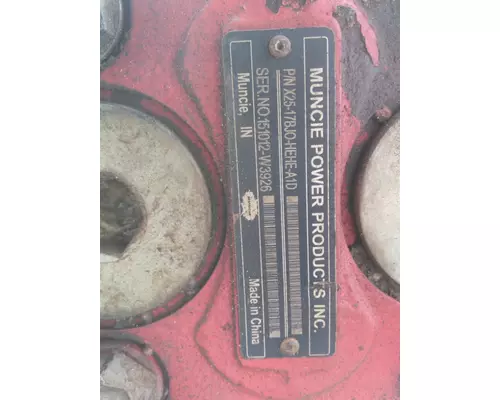 MUNCIE POWER PRODUCTS INC.
P/N X25-17BJO-HEHE-A1D
SER.NO.151012-W3926
Muncie, IN
Made in China